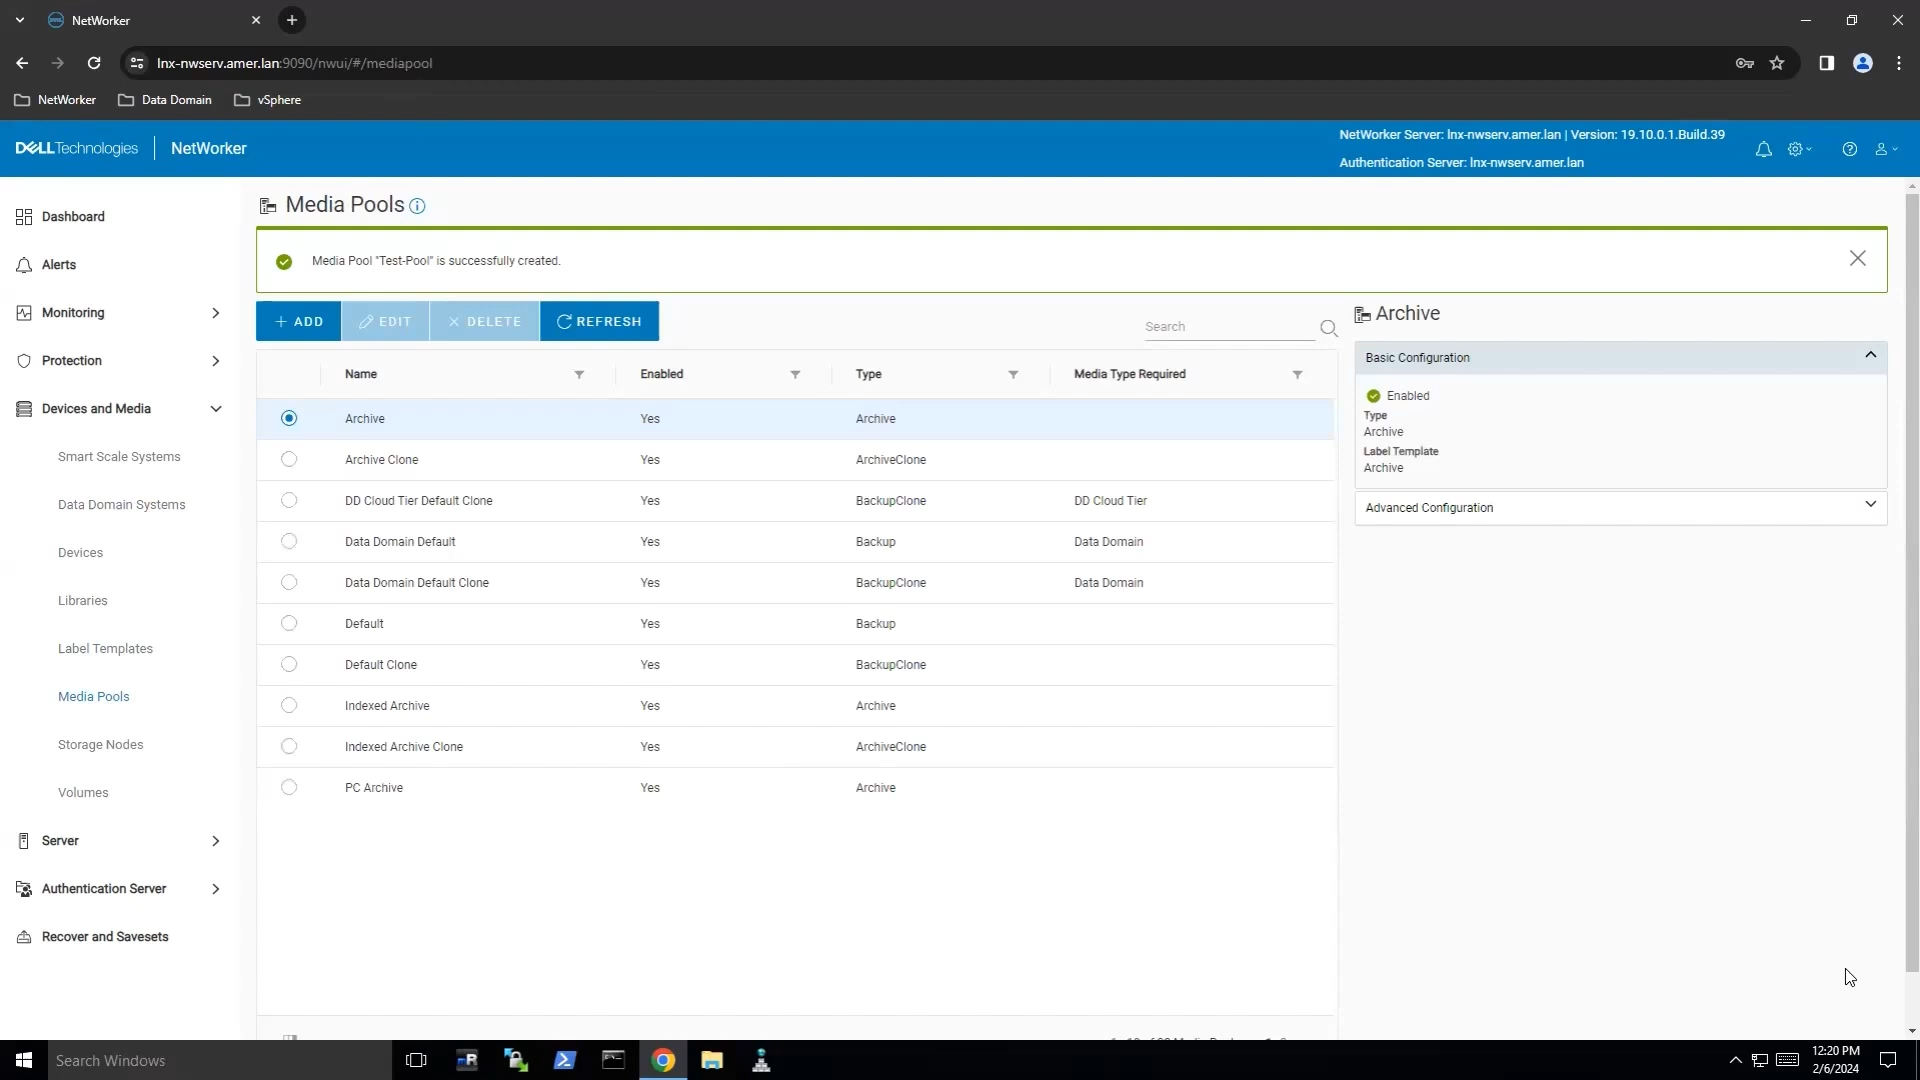 NetWorker
lnx-nwserv.amer.lan:9090/nwui/#/mediapool
NetWorker
Data Domain
vSphere
DELLTechnologies
NetWorker
NetWorker Server: lnx-nwserv.amer.lan | Version: 19.10.0.1.Build.39
Authentication Server: lnx-nwserv.amer.lan
Dashboard
Alerts
Monitoring
Protection
Devices and Media
Smart Scale Systems
Data Domain Systems
Devices
Libraries
Label Templates
Media Pools
Storage Nodes
Volumes
Server
Authentication Server
Recover and Savesets
Media Pools
Media Pool "Test-Pool" is successfully created.
ADD
EDIT
DELETE
REFRESH
Search
Name Enabled Type Media Type Required
Archive Yes Archive
Archive Clone Yes ArchiveClone
DD Cloud Tier Default Clone Yes BackupClone DD Cloud Tier
Data Domain Default Yes Backup Data Domain
Data Domain Default Clone Yes BackupClone Data Domain
Default Yes Backup
Default Clone Yes BackupClone
Indexed Archive Yes Archive
Indexed Archive Clone Yes ArchiveClone
PC Archive Yes Archive
Archive
Basic Configuration
Enabled
Type
Archive
Label Template
Archive
Advanced Configuration
Search Windows
12:20 PM
2/6/2024